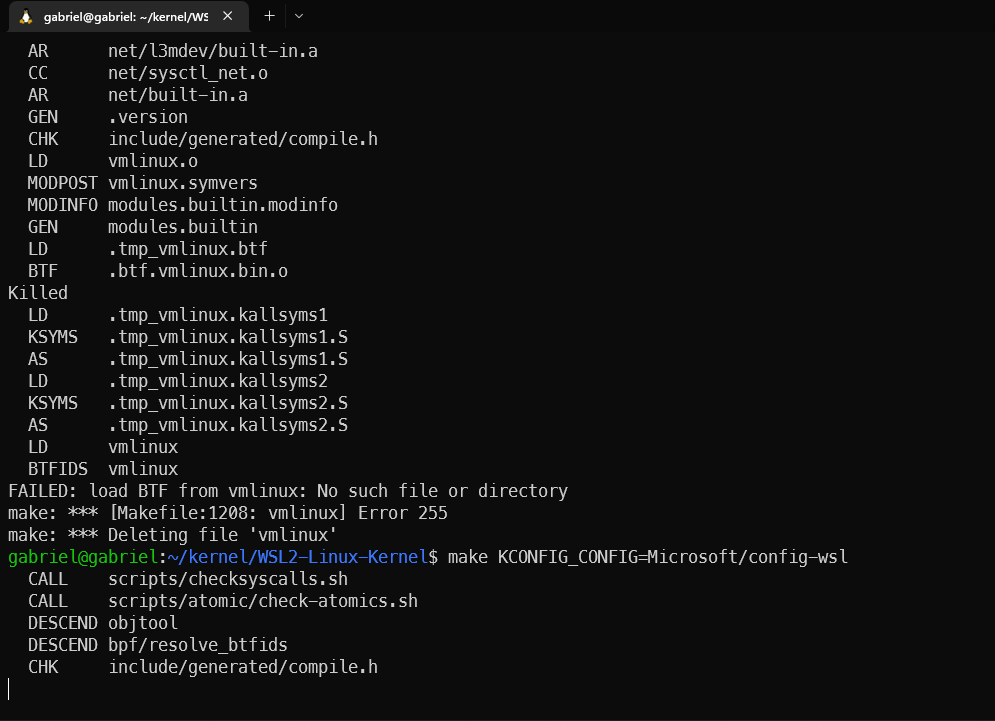 gabriel@gabriel: ~/kernel/WS
AR net/l3mdev/built-in.a
CC net/sysctl_net.o
AR net/built-in.a
GEN .version
CHK include/generated/compile.h
LD vmlinux.o
MODPOST vmlinux.symvers
MODINFO modules.builtin.modinfo
GEN modules.builtin
LD .tmp_vmlinux.btf
BTF .btf.vmlinux.bin.o
Killed
LD .tmp_vmlinux.kallsyms1
KSYMS .tmp_vmlinux.kallsyms1.S
AS .tmp_vmlinux.kallsyms1.S
LD .tmp_vmlinux.kallsyms2
KSYMS .tmp_vmlinux.kallsyms2.S
AS .tmp_vmlinux.kallsyms2.S
LD vmlinux
BTFIDS vmlinux
FAILED: load BTF from vmlinux: No such file or directory
make: *** [Makefile:1208: vmlinux] Error 255
make: *** Deleting file 'vmlinux'
gabriel@gabriel:~/kernel/WSL2-Linux-Kernel$ make KCONFIG_CONFIG=Microsoft/config-wsl
CALL scripts/checksyscalls.sh
CALL scripts/atomic/check-atomics.sh
DESCEND objtool
DESCEND bpf/resolve_btfids
CHK include/generated/compile.h